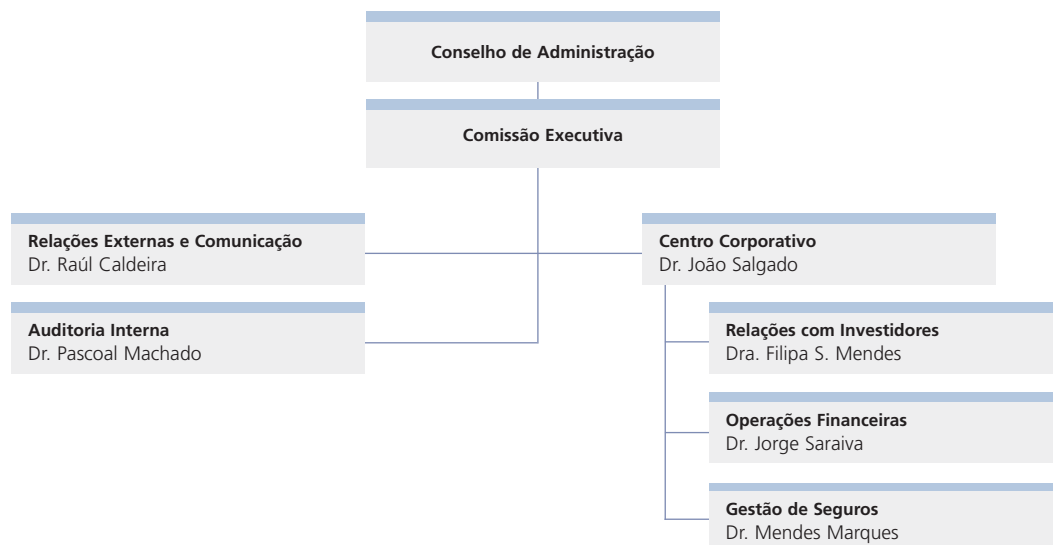 Conselho de Administração
Comissão Executiva
Relações Externas e Comunicação
Dr. Raúl Caldeira
Centro Corporativo
Dr. João Salgado
Auditoria Interna
Dr. Pascoal Machado
Relações com Investidores
Dra. Filipa S. Mendes
Operações Financeiras
Dr. Jorge Saraiva
Gestão de Seguros
Dr. Mendes Marques